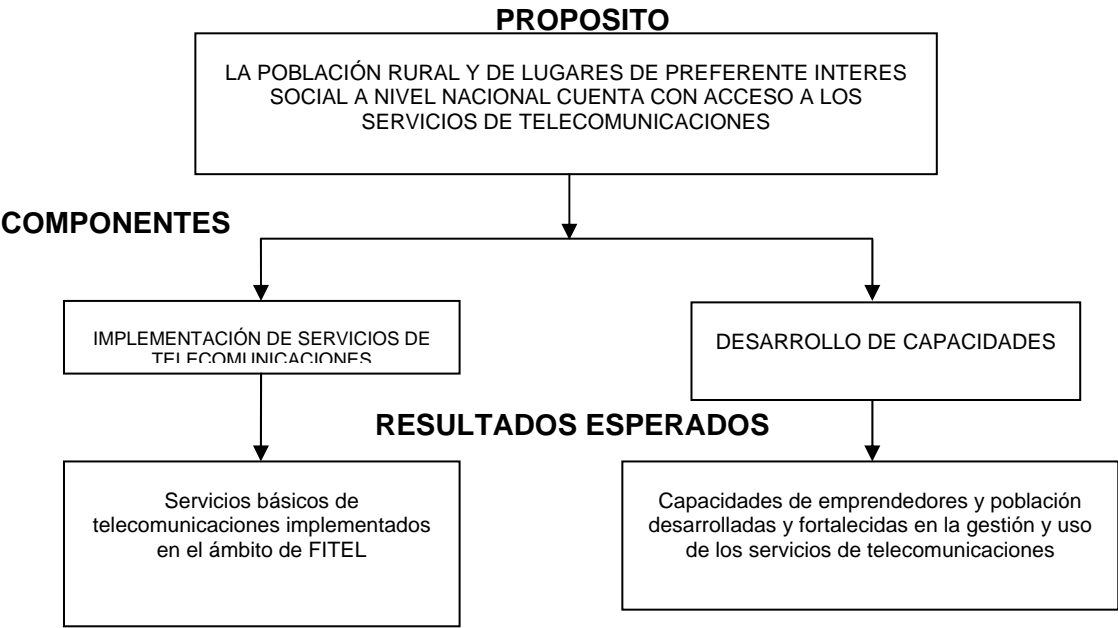 PROPOSITO
LA POBLACIÓN RURAL Y DE LUGARES DE PREFERENTE INTERES
SOCIAL A NIVEL NACIONAL CUENTA CON ACCESO A LOS
SERVICIOS DE TELECOMUNICACIONES
COMPONENTES
IMPLEMENTACIÓN DE SERVICIOS DE
TELECOMUNICACIONES
DESARROLLO DE CAPACIDADES
RESULTADOS ESPERADOS
Servicios básicos de
telecomunicaciones implementados
en el ámbito de FITEL
Capacidades de emprendedores y población
desarrolladas y fortalecidas en la gestión y uso
de los servicios de telecomunicaciones